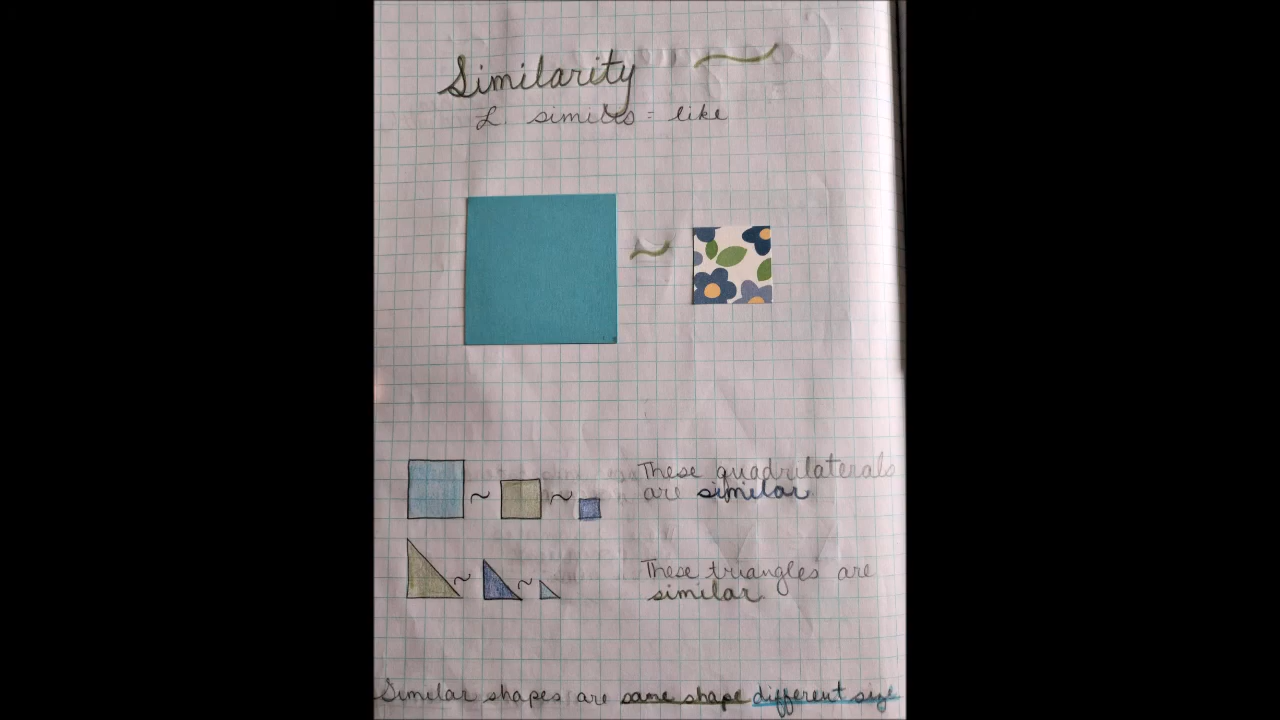 Similarity ~
L. similis = like
~
~ ~ These quadrilaterals
are similar
~ ~ These triangles are
similar
Similar shapes are same shape different size